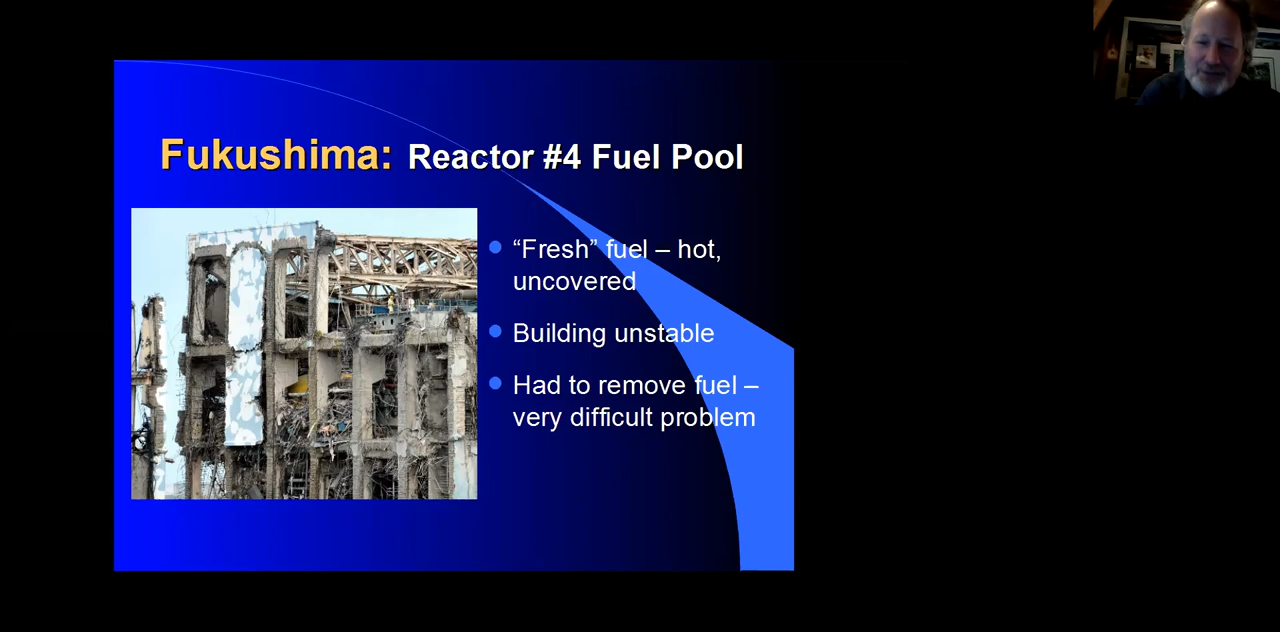 Fukushima: Reactor #4 Fuel Pool
“Fresh” fuel – hot,
uncovered
Building unstable
Had to remove fuel –
very difficult problem